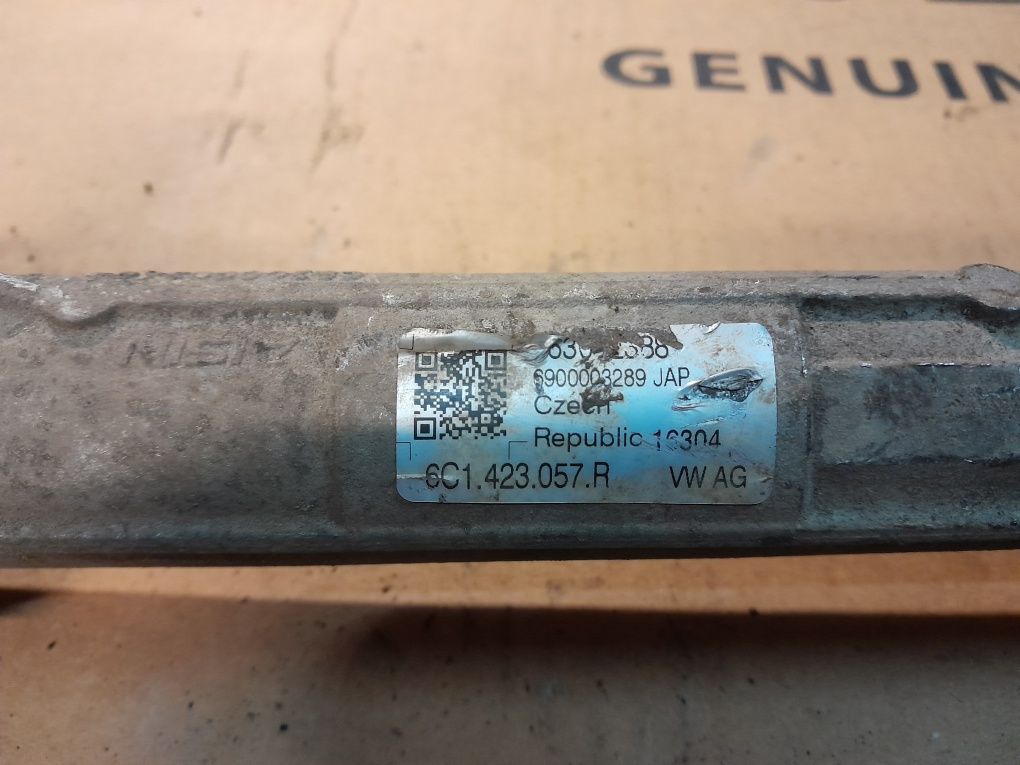 GENUIN
6900003289 JAP
Czech
Republic 16304
6C1.423.057.R VW AG